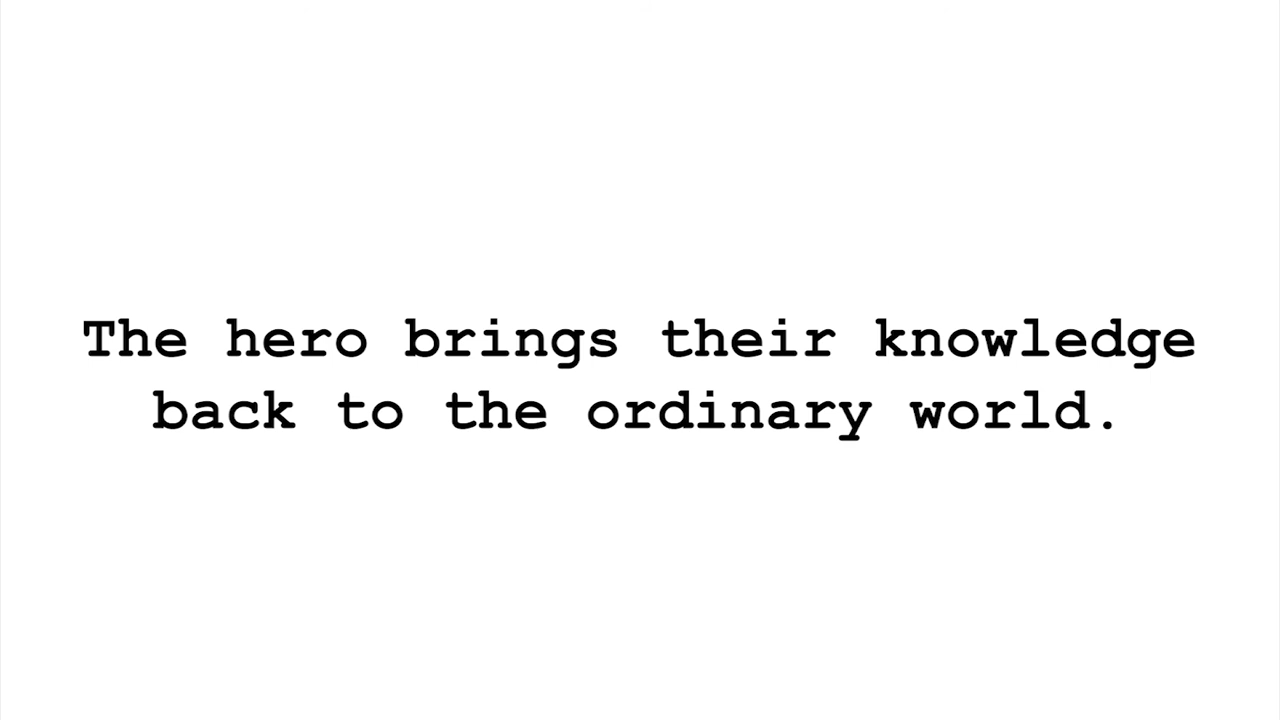 The hero brings their knowledge
back to the ordinary world.